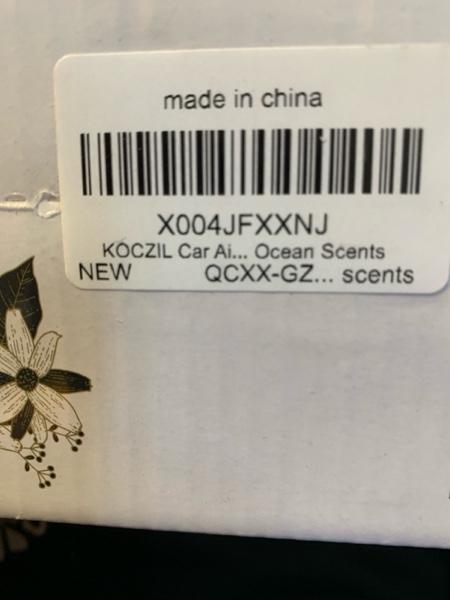 made in china
X004JFXXNJ
KOCZIL Car Ai... Ocean Scents
NEW QCXX-GZ... scents